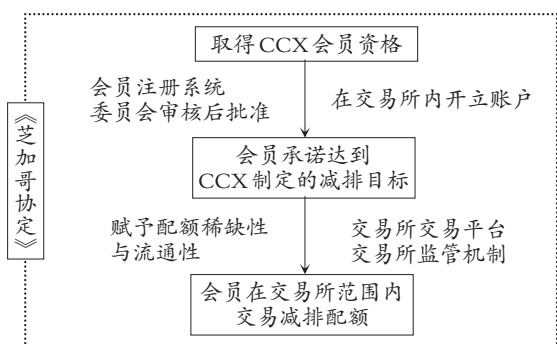 取得CCX会员资格
会员注册系统
委员会审核后批准
在交易所内开立账户
《芝加哥协定》
会员承诺达到
CCX制定的减排目标
赋予配额稀缺性
与流通性
交易所交易平台
交易所监管机制
会员在交易所范围内
交易减排配额